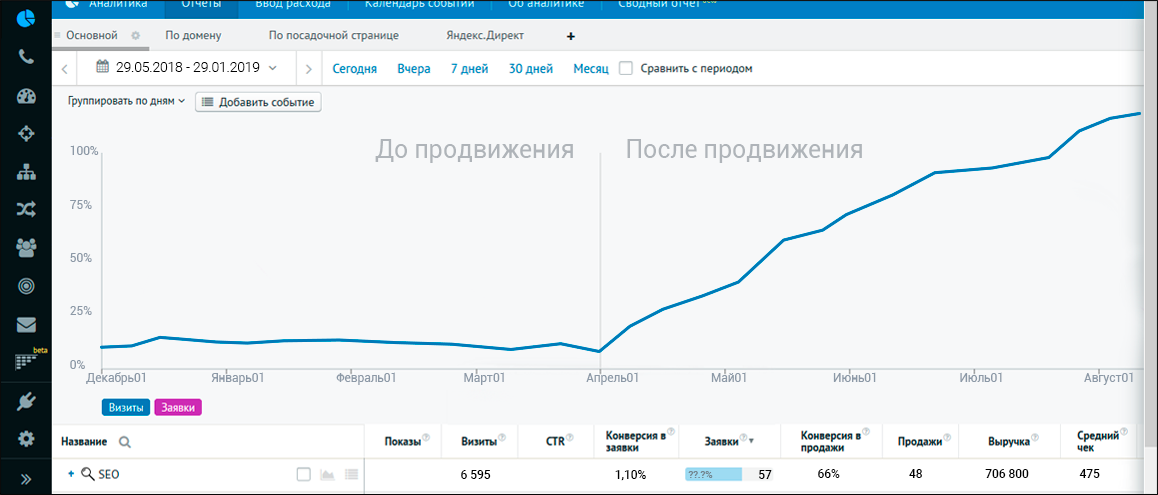 Аналитика Отчеты Ввод расхода Календарь событий Об аналитике Сводный отчет beta
Основной По домену По посадочной странице Яндекс.Директ +
29.05.2018 - 29.01.2019 Сегодня Вчера 7 дней 30 дней Месяц Сравнить с периодом
Группировать по дням Добавить событие
До продвижения После продвижения
100%
75%
50%
25%
beta
0%
Декабрь01 Январь01 Февраль01 Март01 Апрель01 Май01 Июнь01 Июль01 Август01
Визиты Заявки
Название Показы? Визиты? CTR? Конверсия в заявки? Заявки? Конверсия в продажи? Продажи? Выручка? Средний чек?
+ SEO 6 595 1,10% ??.?% 57 66% 48 706 800 475